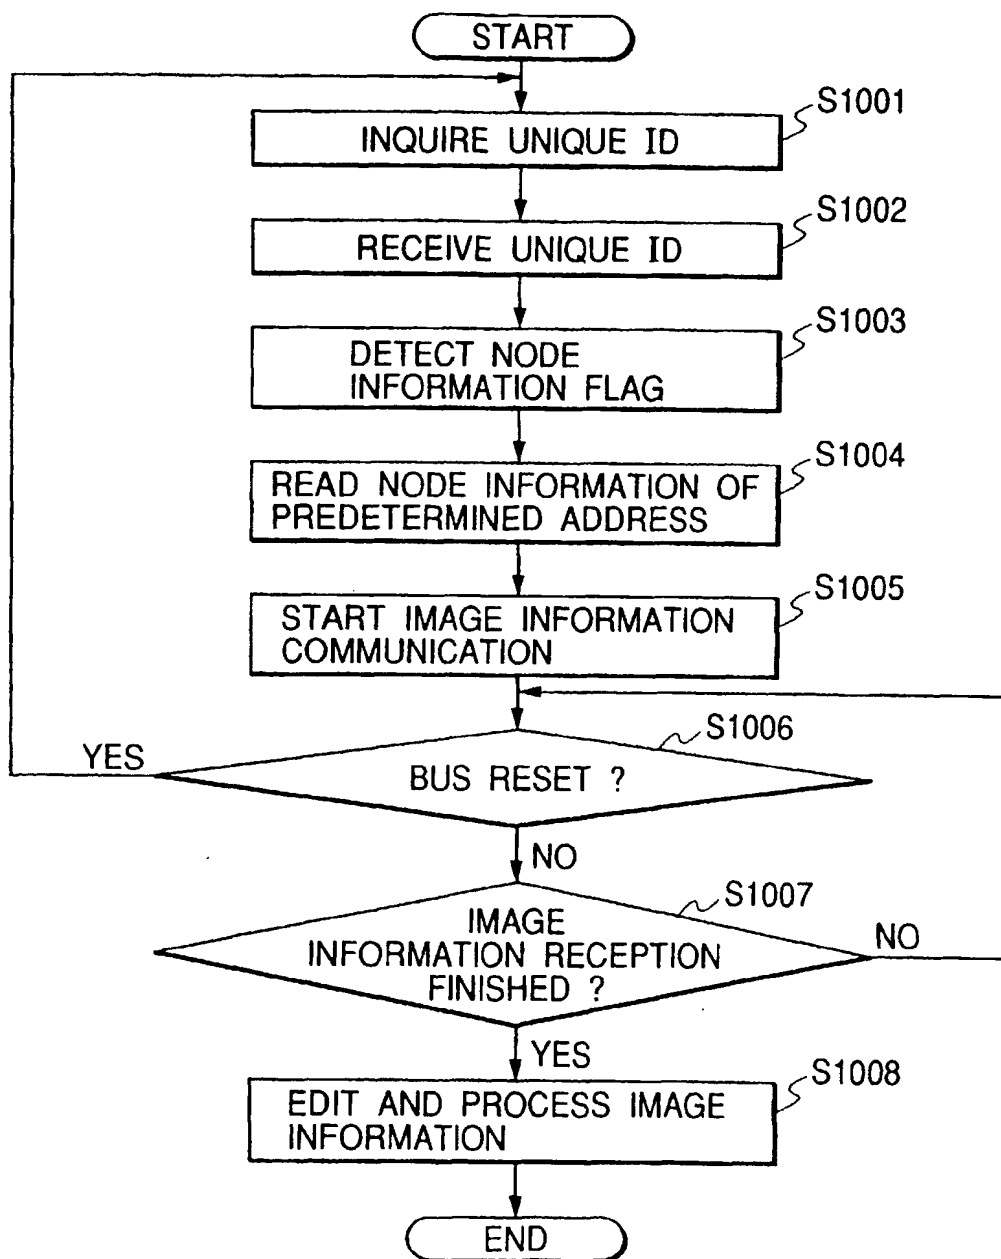 START
S1001
INQUIRE UNIQUE ID
S1002
RECEIVE UNIQUE ID
S1003
DETECT NODE
INFORMATION FLAG
S1004
READ NODE INFORMATION OF
PREDETERMINED ADDRESS
S1005
START IMAGE INFORMATION
COMMUNICATION
S1006
YES
BUS RESET ?
NO
S1007
IMAGE
INFORMATION RECEPTION
FINISHED ?
NO
YES
S1008
EDIT AND PROCESS IMAGE
INFORMATION
END